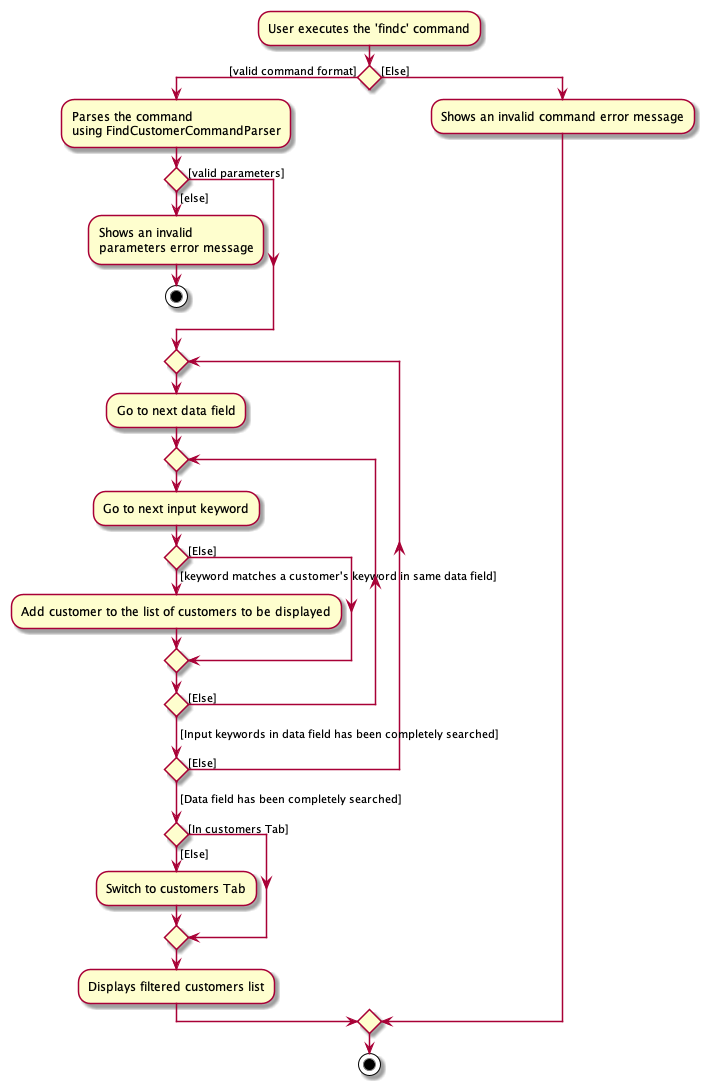 User executes the 'findc' command
[valid command format]
[Else]
Parses the command
using FindCustomerCommandParser
Shows an invalid command error message
[valid parameters]
[else]
Shows an invalid
parameters error message
Go to next data field
Go to next input keyword
[Else]
[keyword matches a customer's keyword in same data field]
Add customer to the list of customers to be displayed
[Else]
[Input keywords in data field has been completely searched]
[Else]
[Data field has been completely searched]
[In customers Tab]
[Else]
Switch to customers Tab
Displays filtered customers list